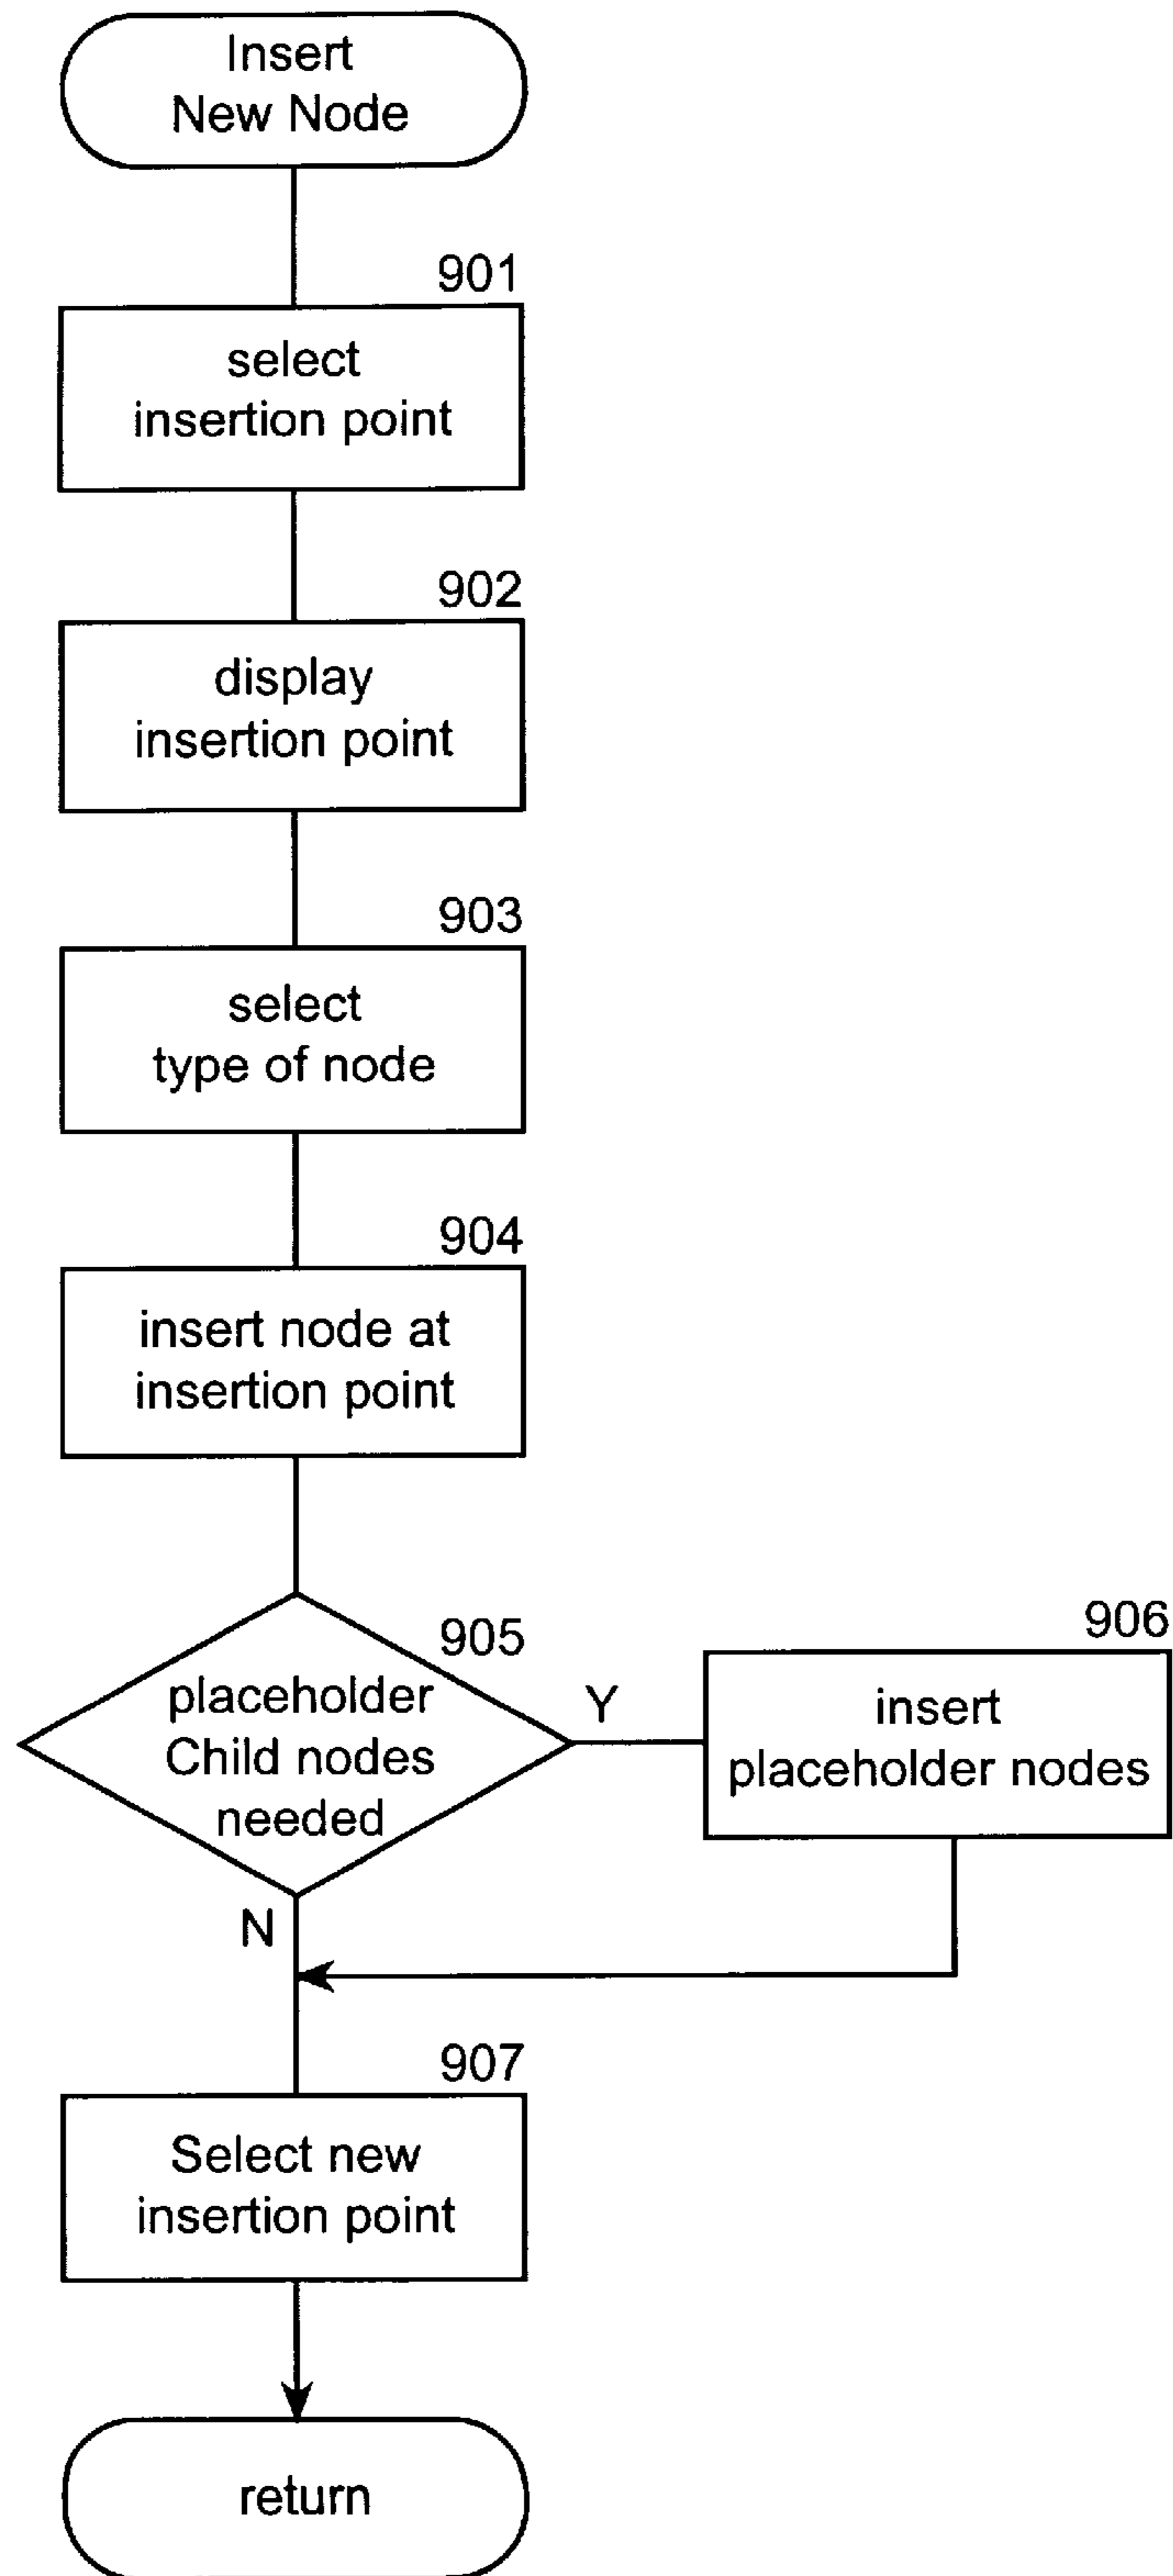 Insert
New Node
901
select
insertion point
902
display
insertion point
903
select
type of node
904
insert node at
insertion point
905
placeholder
Child nodes
needed
Y
906
insert
placeholder nodes
N
907
Select new
insertion point
return